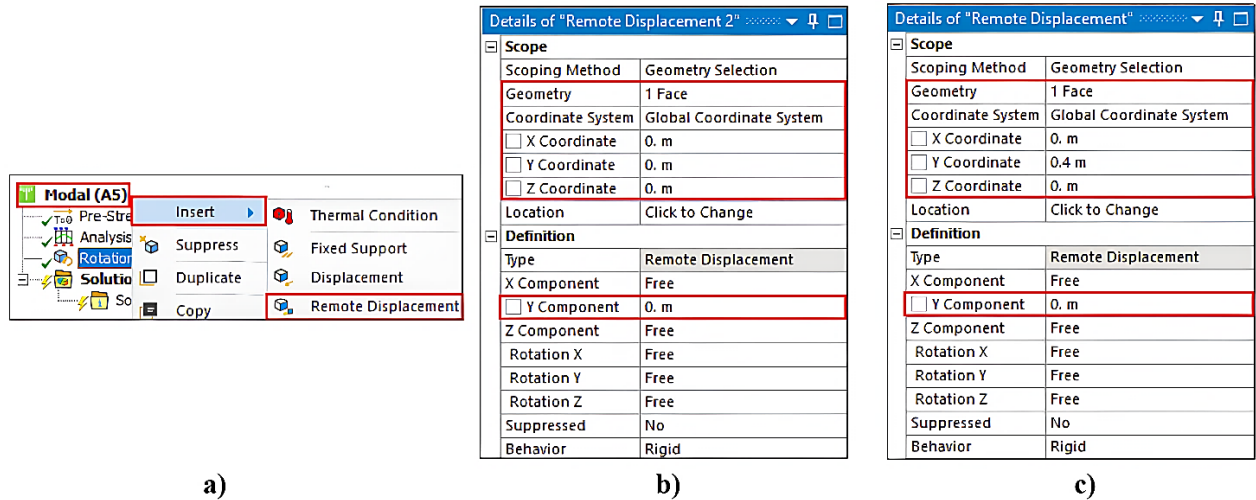 Modal (A5)
Pre-Stre
Analysis
Rotation
Solutio
So
Insert
Suppress
Duplicate
Copy
Thermal Condition
Fixed Support
Displacement
Remote Displacement
a)
Details of "Remote Displacement 2"
Scope
Scoping Method Geometry Selection
Geometry 1 Face
Coordinate System Global Coordinate System
X Coordinate 0. m
Y Coordinate 0. m
Z Coordinate 0. m
Location Click to Change
Definition
Type Remote Displacement
X Component Free
Y Component 0. m
Z Component Free
Rotation X Free
Rotation Y Free
Rotation Z Free
Suppressed No
Behavior Rigid
b)
Details of "Remote Displacement"
Scope
Scoping Method Geometry Selection
Geometry 1 Face
Coordinate System Global Coordinate System
X Coordinate 0. m
Y Coordinate 0.4 m
Z Coordinate 0. m
Location Click to Change
Definition
Type Remote Displacement
X Component Free
Y Component 0. m
Z Component Free
Rotation X Free
Rotation Y Free
Rotation Z Free
Suppressed No
Behavior Rigid
c)